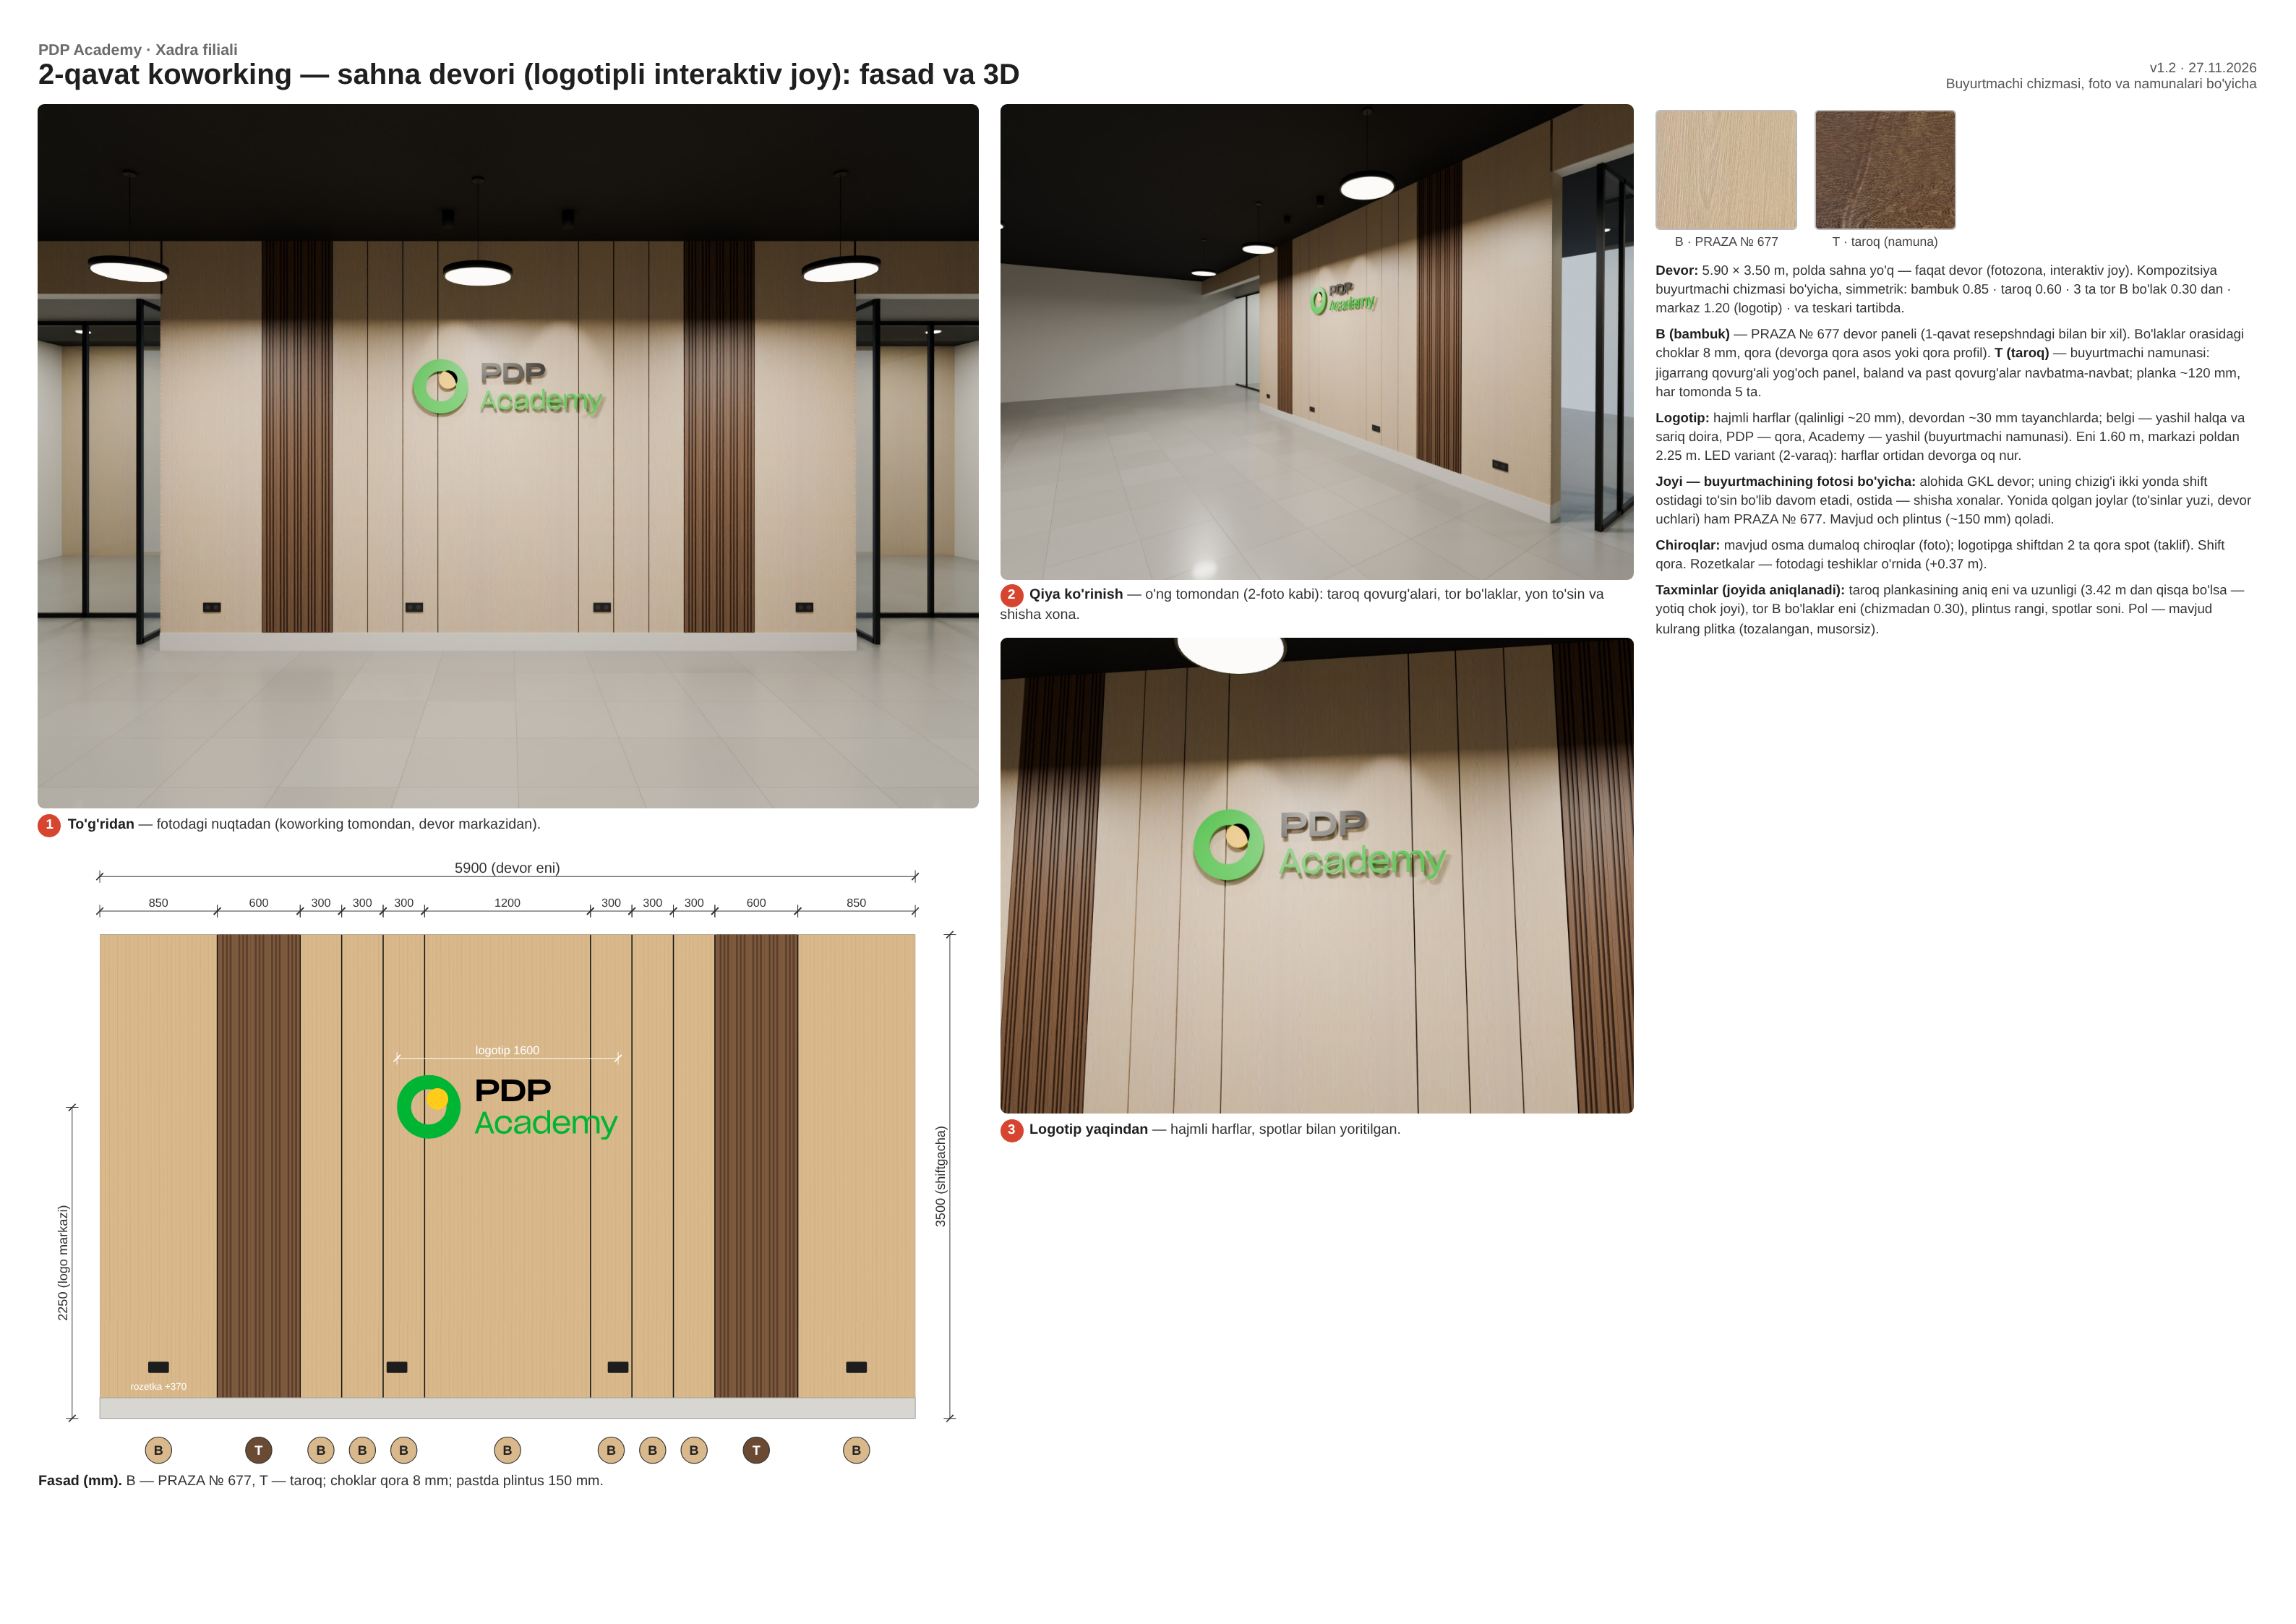 PDP Academy · Xadra filiali
2-qavat koworking — sahna devori (logotipli interaktiv joy): fasad va 3D
v1.2 · 27.11.2026
Buyurtmachi chizmasi, foto va namunalari bo'yicha
PDP
Academy
1 To'g'ridan — fotodagi nuqtadan (koworking tomondan, devor markazidan).
5900 (devor eni)
850 600 300 300 300 1200 300 300 300 600 850
logotip 1600
PDP
Academy
2250 (logo markazi)
3500 (shiftgacha)
rozetka +370
B T B B B B B B B T B
Fasad (mm). B — PRAZA № 677, T — taroq; choklar qora 8 mm; pastda plintus 150 mm.
PDP
Academy
2 Qiya ko'rinish — o'ng tomondan (2-foto kabi): taroq qovurg'alari, tor bo'laklar, yon to'sin va
shisha xona.
PDP
Academy
3 Logotip yaqindan — hajmli harflar, spotlar bilan yoritilgan.
B · PRAZA № 677
T · taroq (namuna)
Devor: 5.90 × 3.50 m, polda sahna yo'q — faqat devor (fotozona, interaktiv joy). Kompozitsiya
buyurtmachi chizmasi bo'yicha, simmetrik: bambuk 0.85 · taroq 0.60 · 3 ta tor B bo'lak 0.30 dan ·
markaz 1.20 (logotip) · va teskari tartibda.
B (bambuk) — PRAZA № 677 devor paneli (1-qavat resepshndagi bilan bir xil). Bo'laklar orasidagi
choklar 8 mm, qora (devorga qora asos yoki qora profil). T (taroq) — buyurtmachi namunasi:
jigarrang qovurg'ali yog'och panel, baland va past qovurg'alar navbatma-navbat; planka ~120 mm,
har tomonda 5 ta.
Logotip: hajmli harflar (qalinligi ~20 mm), devordan ~30 mm tayanchlarda; belgi — yashil halqa va
sariq doira, PDP — qora, Academy — yashil (buyurtmachi namunasi). Eni 1.60 m, markazi poldan
2.25 m. LED variant (2-varaq): harflar ortidan devorga oq nur.
Joyi — buyurtmachining fotosi bo'yicha: alohida GKL devor; uning chizig'i ikki yonda shift
ostidagi to'sin bo'lib davom etadi, ostida — shisha xonalar. Yonida qolgan joylar (to'sinlar yuzi, devor
uchlari) ham PRAZA № 677. Mavjud och plintus (~150 mm) qoladi.
Chiroqlar: mavjud osma dumaloq chiroqlar (foto); logotipga shiftdan 2 ta qora spot (taklif). Shift
qora. Rozetkalar — fotodagi teshiklar o'rnida (+0.37 m).
Taxminlar (joyida aniqlanadi): taroq plankasining aniq eni va uzunligi (3.42 m dan qisqa bo'lsa —
yotiq chok joyi), tor B bo'laklar eni (chizmadan 0.30), plintus rangi, spotlar soni. Pol — mavjud
kulrang plitka (tozalangan, musorsiz).